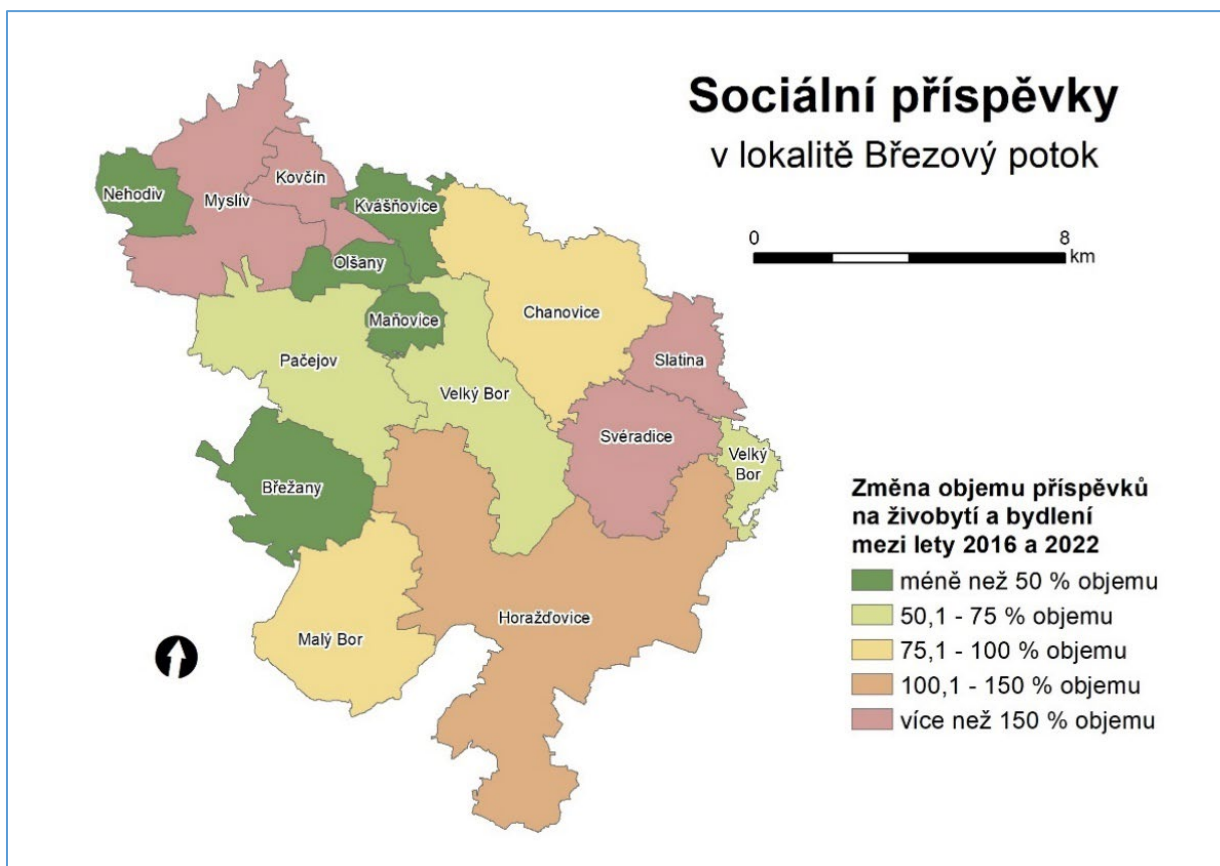 Sociální příspěvky
v lokalitě Březový potok
0 8
km
Nehodiv
Myslív
Kovčín
Kvášňovice
Olšany
Maňovice
Chanovice
Pačejov
Velký Bor
Slatina
Svéradice
Velký
Bor
Břežany
Malý Bor
Horažďovice
Změna objemu příspěvků
na živobytí a bydlení
mezi lety 2016 a 2022
méně než 50 % objemu
50,1 - 75 % objemu
75,1 - 100 % objemu
100,1 - 150 % objemu
více než 150 % objemu